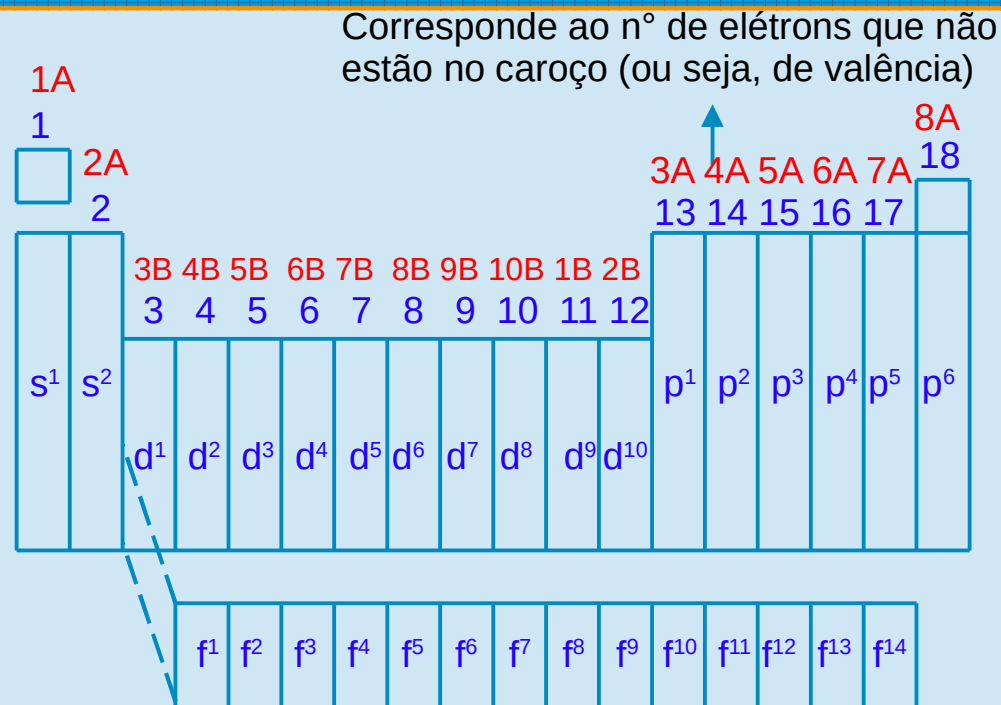 Corresponde ao n° de elétrons que não
estão no caroço (ou seja, de valência)
1A
1
8A
18
2A
2
3A 4A 5A 6A 7A
13 14 15 16 17
3B 4B 5B 6B 7B 8B 9B 10B 1B 2B
3 4 5 6 7 8 9 10 11 12
s¹ s² p¹ p² p³ p⁴ p⁵ p⁶
d¹ d² d³ d⁴ d⁵ d⁶ d⁷ d⁸ d⁹ d¹⁰
f¹ f² f³ f⁴ f⁵ f⁶ f⁷ f⁸ f⁹ f¹⁰ f¹¹ f¹² f¹³ f¹⁴